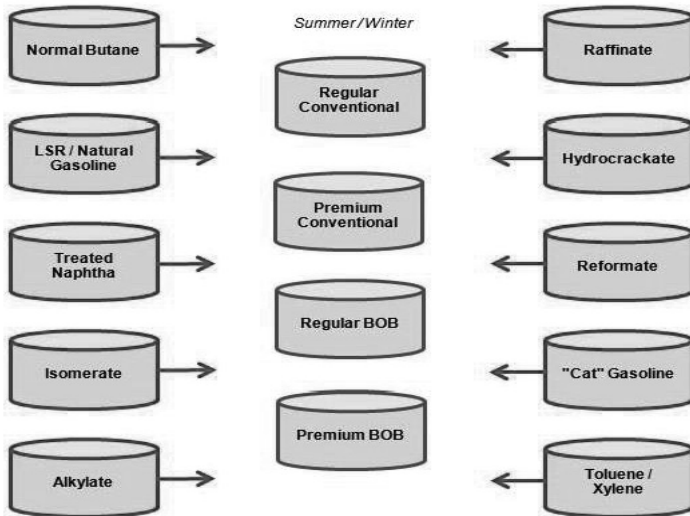 Normal Butane
LSR / Natural
Gasoline
Treated
Naphtha
Isomerate
Alkylate
Summer/Winter
Regular
Conventional
Premium
Conventional
Regular BOB
Premium BOB
Raffinate
Hydrocrackate
Reformate
"Cat" Gasoline
Toluene /
Xylene